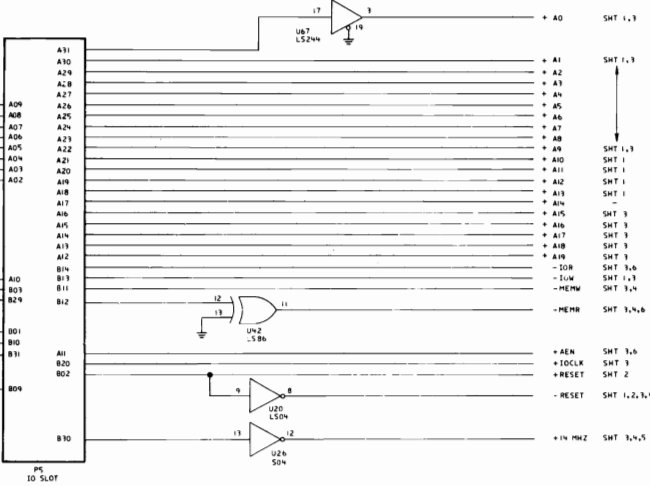 17 3 + A0 SHT 1,3
U67 19
LS244
A31
A30 + A1 SHT 1,3
A29 + A2
A28 + A3
A27 + A4
A09 A26 + A5
A08 A25 + A6
A07 A24 + A7
A06 A23 + A8
A05 A22 + A9 SHT 1,3
A04 A21 + A10 SHT 1
A03 A20 + A11 SHT 1
A02 A19 + A12 SHT 1
A18 + A13 SHT 1
A17 + A14 -
A16 + A15 SHT 3
A15 + A16 SHT 3
A14 + A17 SHT 3
A13 + A18 SHT 3
A12 + A19 SHT 3
B14 -IOR SHT 3,6
A10 B13 -IOW SHT 1,3
B03 B11 -MEMW SHT 3,4
B29 B12 12
13 11 -MEMR SHT 3,4,6
U42
LS86
B01
B10
B31 A11 +AEN SHT 3,6
B20 +IOCLK SHT 3
B02 +RESET SHT 2
B09 9 8 -RESET SHT 1,2,3,
U20
LS04
B30 13 12 +14 MHZ SHT 3,4,5
U26
S04
P5
IO SLOT